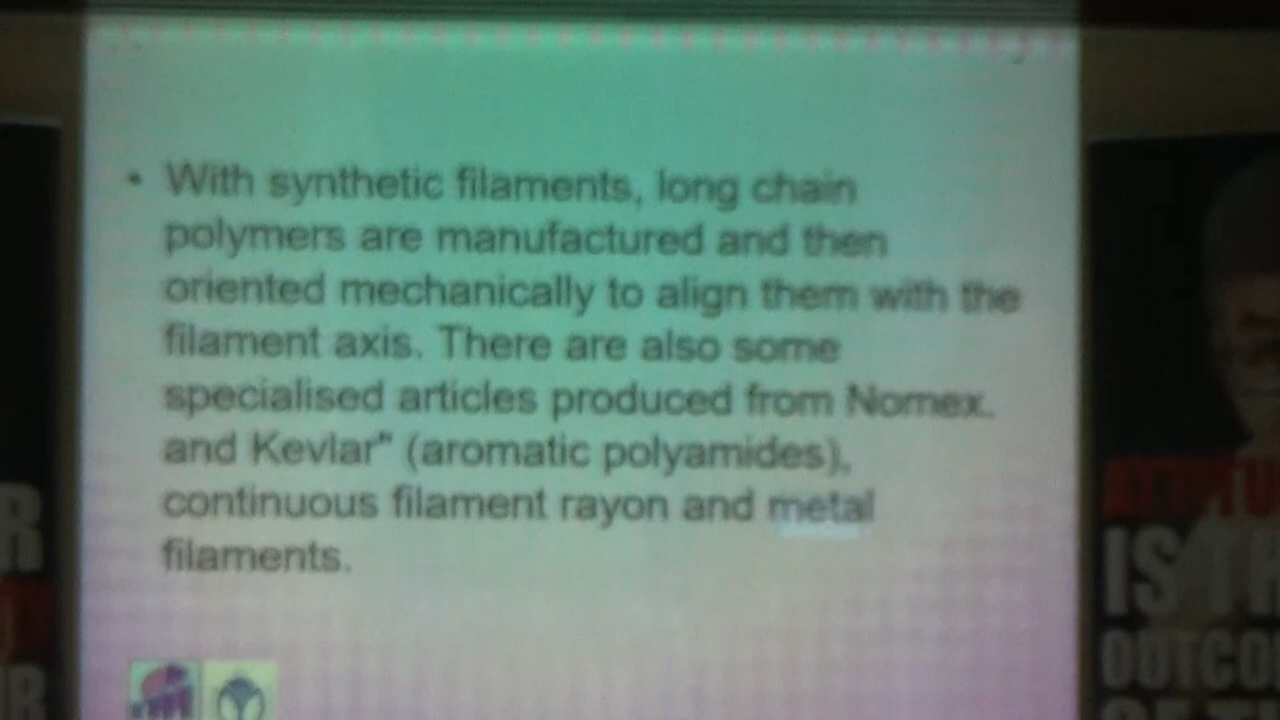 • With synthetic filaments, long chain
polymers are manufactured and then
oriented mechanically to align them with the
filament axis. There are also some
specialised articles produced from Nomex.
and Kevlar" (aromatic polyamides),
continuous filament rayon and metal
filaments.
R
IS